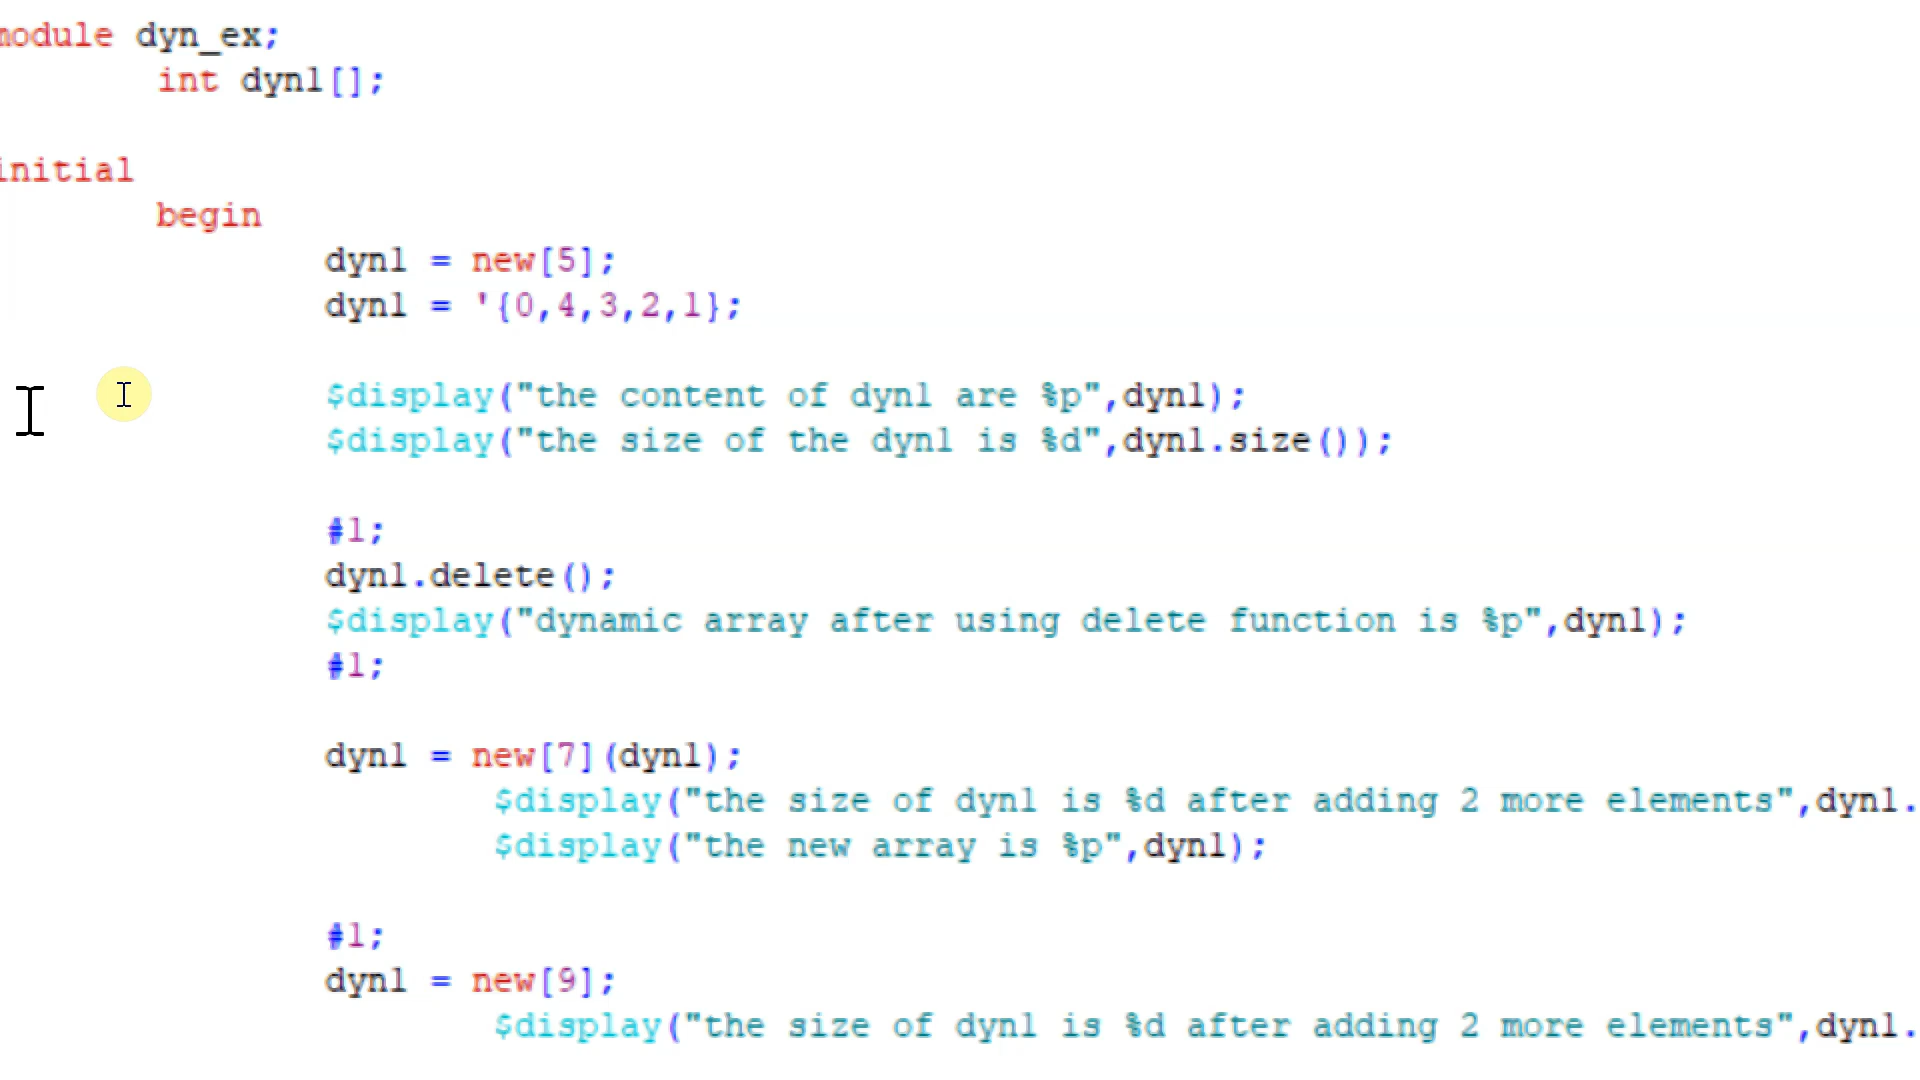 module dyn_ex;
int dyn1[];
initial
begin
dyn1 = new[5];
dyn1 = '{0,4,3,2,1};
$display("the content of dyn1 are %p",dyn1);
$display("the size of the dyn1 is %d",dyn1.size());
#1;
dyn1.delete();
$display("dynamic array after using delete function is %p",dyn1);
#1;
dyn1 = new[7](dyn1);
$display("the size of dyn1 is %d after adding 2 more elements",dyn1.
$display("the new array is %p",dyn1);
#1;
dyn1 = new[9];
$display("the size of dyn1 is %d after adding 2 more elements",dyn1.